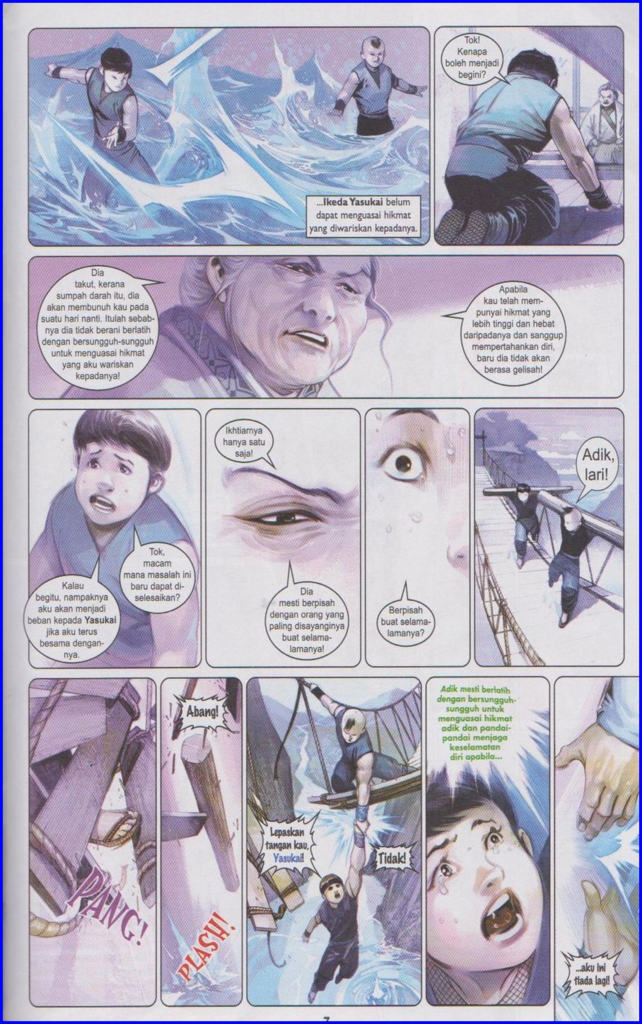 ...Ikeda Yasukai belum
dapat menguasai hikmat
yang diwariskan kepadanya.
Tok!
Kenapa
boleh menjadi
begini?
Dia
takut, kerana
sumpah darah itu, dia
akan membunuh kau pada
suatu hari nanti. Itulah sebab-
nya dia tidak berani berlatih
dengan bersungguh-sungguh
untuk menguasai hikmat
yang aku wariskan
kepadanya!
Apabila
kau telah mem-
punyai hikmat yang
lebih tinggi dan hebat
daripadanya dan sanggup
mempertahankan diri,
baru dia tidak akan
berasa gelisah!
Tok,
macam
mana masalah ini
baru dapat di-
selesaikan?
Kalau
begitu, nampaknya
aku akan menjadi
beban kepada Yasukai
jika aku terus
besama dengan-
nya.
Ikhtiarnya
hanya satu
saja!
Dia
mesti berpisah
dengan orang yang
paling disayanginya
buat selama-
lamanya!
Berpisah
buat selama-
lamanya?
Adik,
lari!
PANG!
Abang!
PLASH!
Lepaskan
tangan kau,
Yasukai!
Tidak!
Adik mesti berlatih
dengan bersungguh-
sungguh untuk
menguasai hikmat
adik dan pandai-
pandai menjaga
keselamatan
diri apabila...
...aku ini
tiada lagi!
7